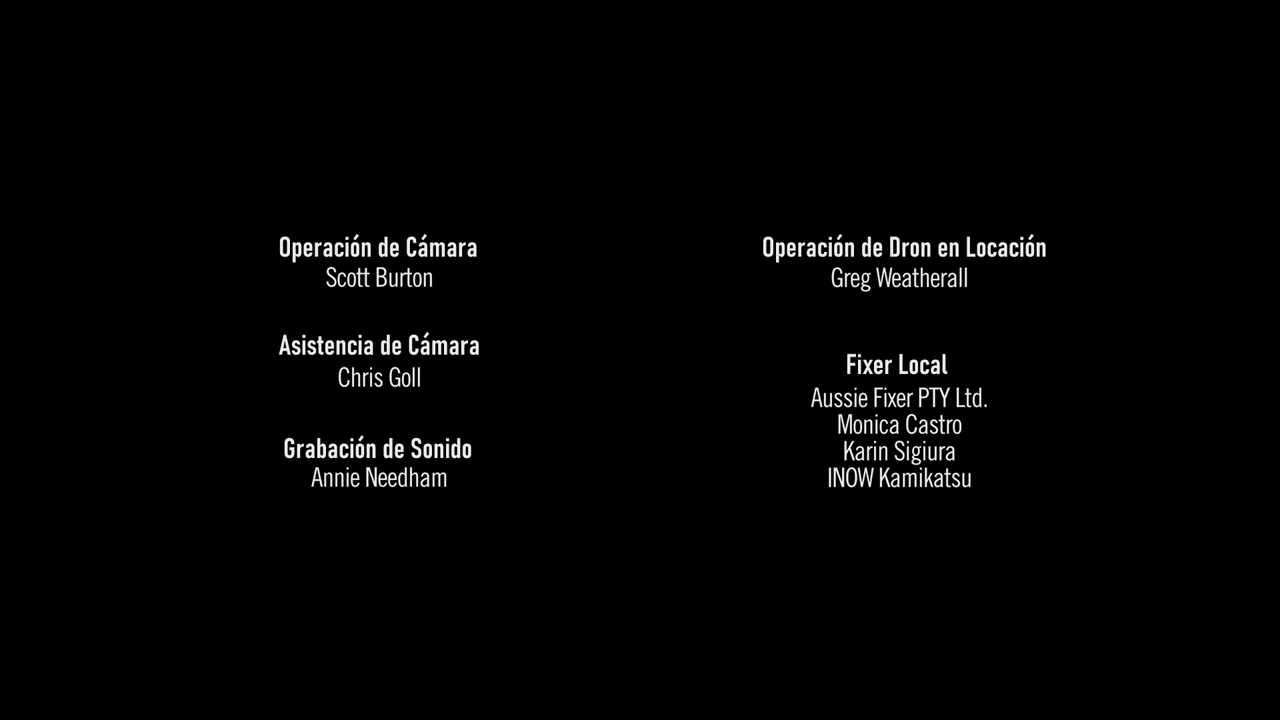 Operación de Cámara
Scott Burton
Asistencia de Cámara
Chris Goll
Grabación de Sonido
Annie Needham
Operación de Dron en Locación
Greg Weatherall
Fixer Local
Aussie Fixer PTY Ltd.
Monica Castro
Karin Sigiura
INOW Kamikatsu